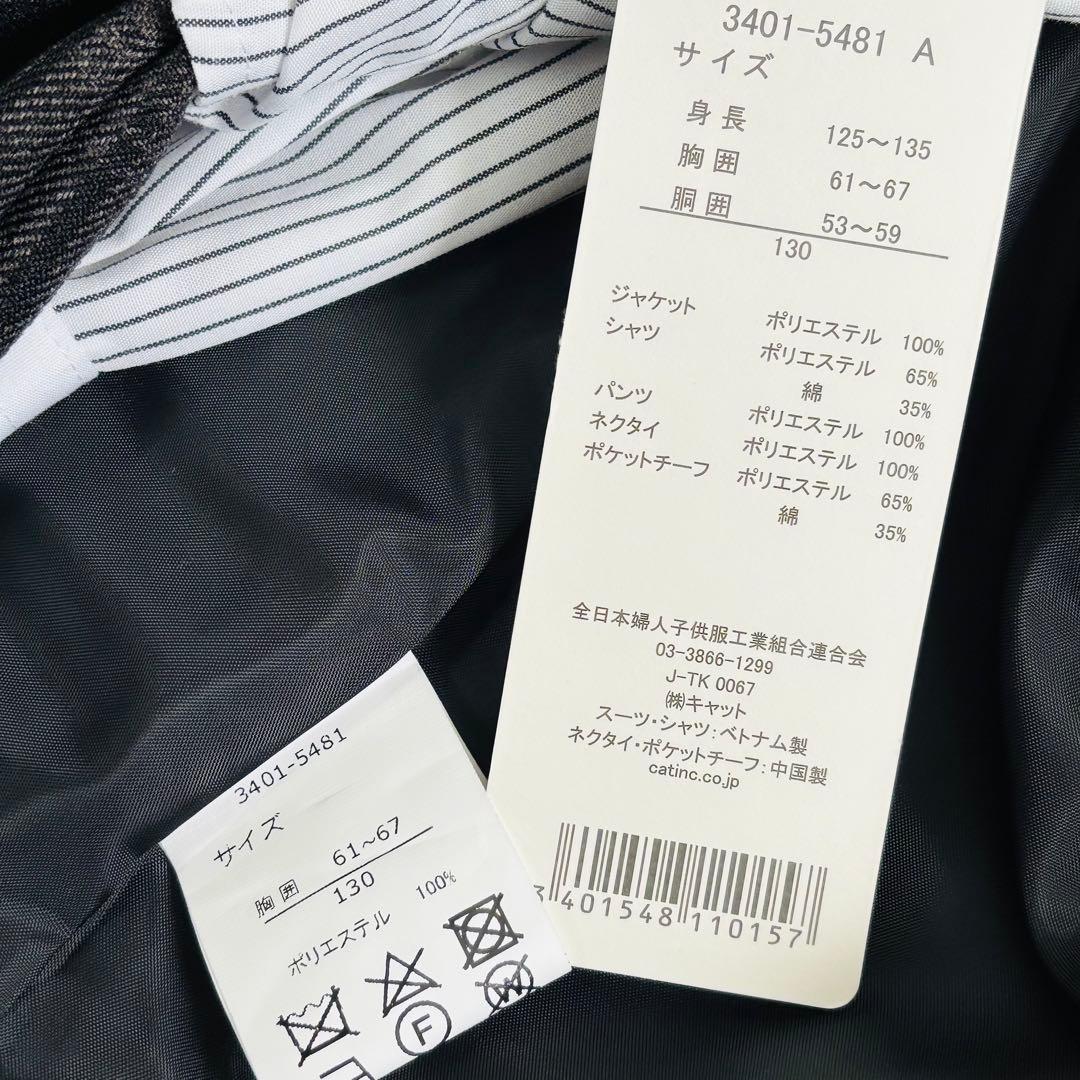 3401-5481 A
サイズ
身長 125～135
胸囲 61～67
胴囲 53～59
130
ジャケット ポリエステル 100%
シャツ ポリエステル 65%
綿 35%
パンツ ポリエステル 100%
ネクタイ ポリエステル 100%
ポケットチーフ ポリエステル 65%
綿 35%
全日本婦人子供服工業組合連合会
03-3866-1299
J-TK 0067
㈱キャット
スーツ・シャツ:ベトナム製
ネクタイ・ポケットチーフ:中国製
catinc.co.jp
3 401548 110157
3401-5481
サイズ
胸囲 61~67
130
ポリエステル 100%
F
W